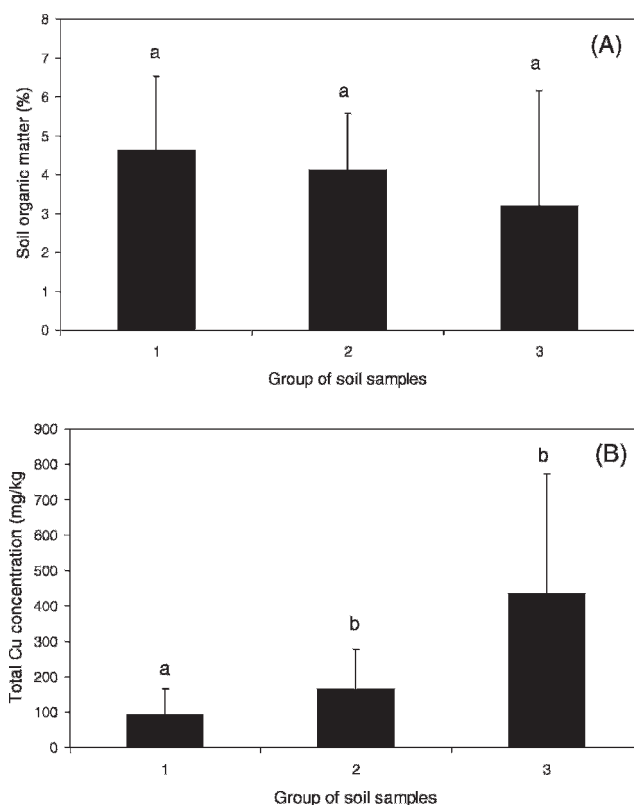 (A)
8
7
6
5
4
3
2
1
0
Soil organic matter (%)
a
a
a
1
2
3
Group of soil samples
(B)
900
800
700
600
500
400
300
200
100
0
Total Cu concentration (mg/kg
a
b
b
1
2
3
Group of soil samples